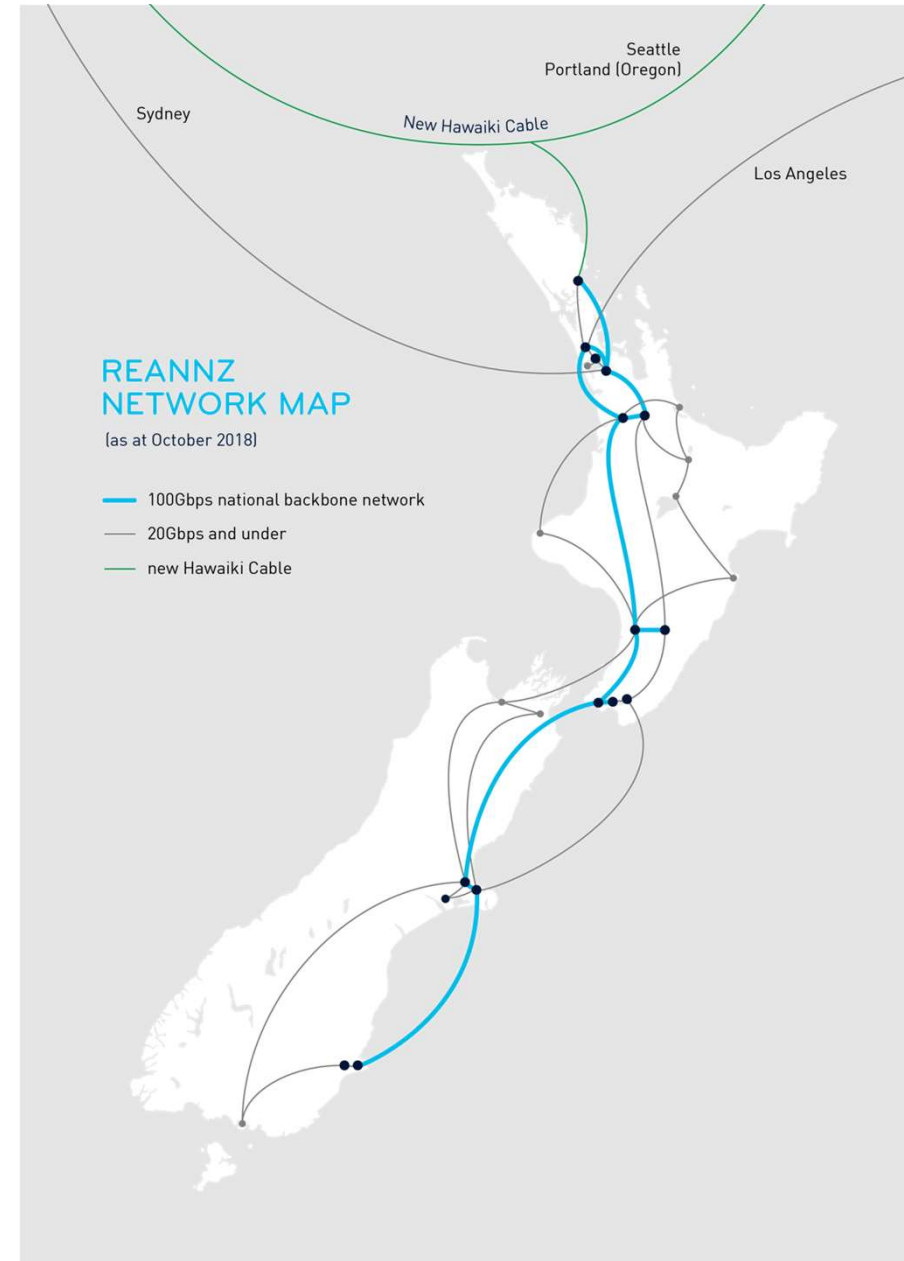 Seattle
Portland (Oregon)
Sydney
New Hawaiki Cable
Los Angeles
REANNZ
NETWORK MAP
(as at October 2018)
100Gbps national backbone network
20Gbps and under
new Hawaiki Cable